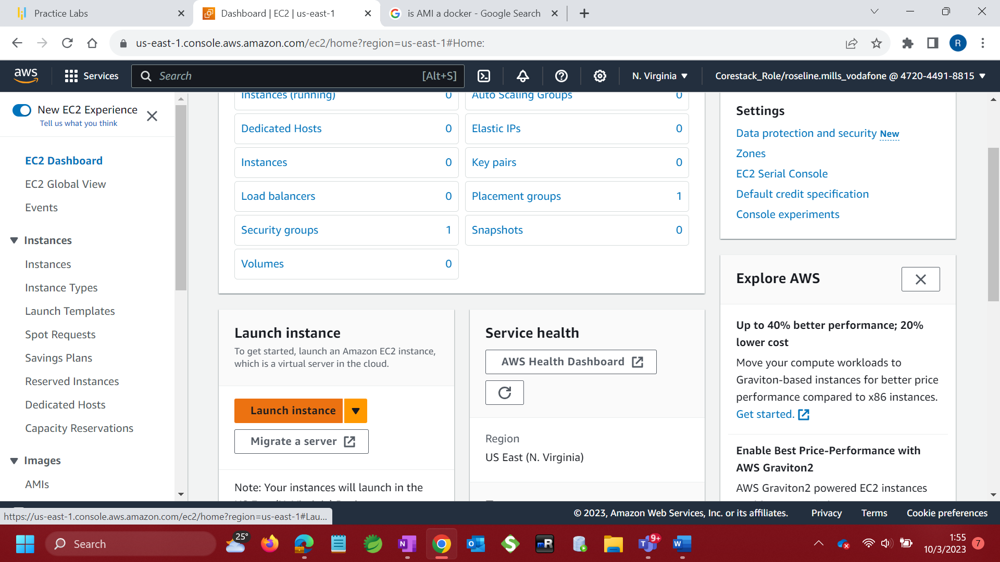 Practice Labs
Dashboard | EC2 | us-east-1
is AMI a docker - Google Search
us-east-1.console.aws.amazon.com/ec2/home?region=us-east-1#Home:
R
aws
Services
Search
[Alt+S]
N. Virginia
Corestack_Role/roseline.mills_vodafone @ 4720-4491-8815
New EC2 Experience
Tell us what you think
EC2 Dashboard
EC2 Global View
Events
Instances
Instances
Instance Types
Launch Templates
Spot Requests
Savings Plans
Reserved Instances
Dedicated Hosts
Capacity Reservations
Images
AMIs
Instances (running) 0
Auto Scaling Groups 0
Dedicated Hosts 0
Elastic IPs 0
Instances 0
Key pairs 0
Load balancers 0
Placement groups 1
Security groups 1
Snapshots 0
Volumes 0
Launch instance
To get started, launch an Amazon EC2 instance,
which is a virtual server in the cloud.
Launch instance
Migrate a server
Note: Your instances will launch in the
Service health
AWS Health Dashboard
Region
US East (N. Virginia)
Settings
Data protection and security New
Zones
EC2 Serial Console
Default credit specification
Console experiments
Explore AWS
Up to 40% better performance; 20%
lower cost
Move your compute workloads to
Graviton-based instances for better price
performance compared to x86 instances.
Get started.
Enable Best Price-Performance with
AWS Graviton2
AWS Graviton2 powered EC2 instances
https://us-east-1.console.aws.amazon.com/ec2/home?region=us-east-1#Lau...
© 2023, Amazon Web Services, Inc. or its affiliates.
Privacy
Terms
Cookie preferences
Search
25°
N
O
S
mR
T
9+
W
1:55
10/3/2023
7